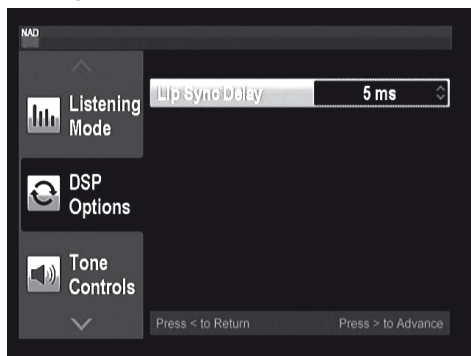 NAD
Listening
Mode
Lip Sync Delay
5 ms
DSP
Options
Tone
Controls
Press < to Return
Press > to Advance